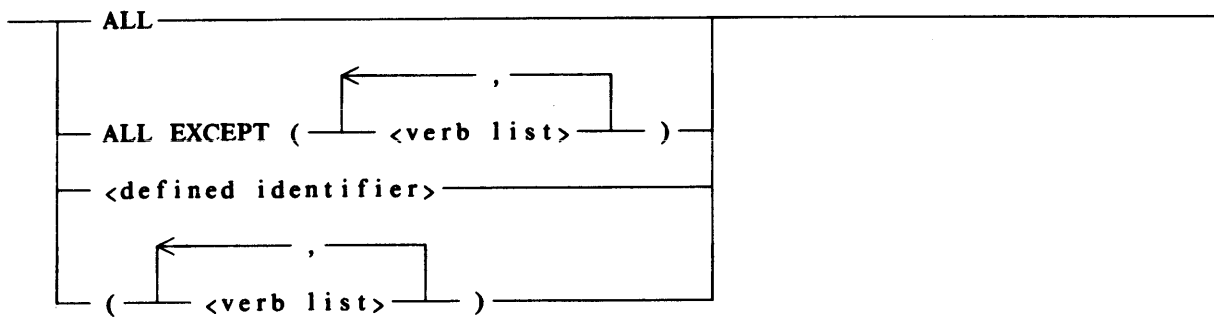 ALL
,
ALL EXCEPT ( <verb list> )
<defined identifier>
,
( <verb list> )